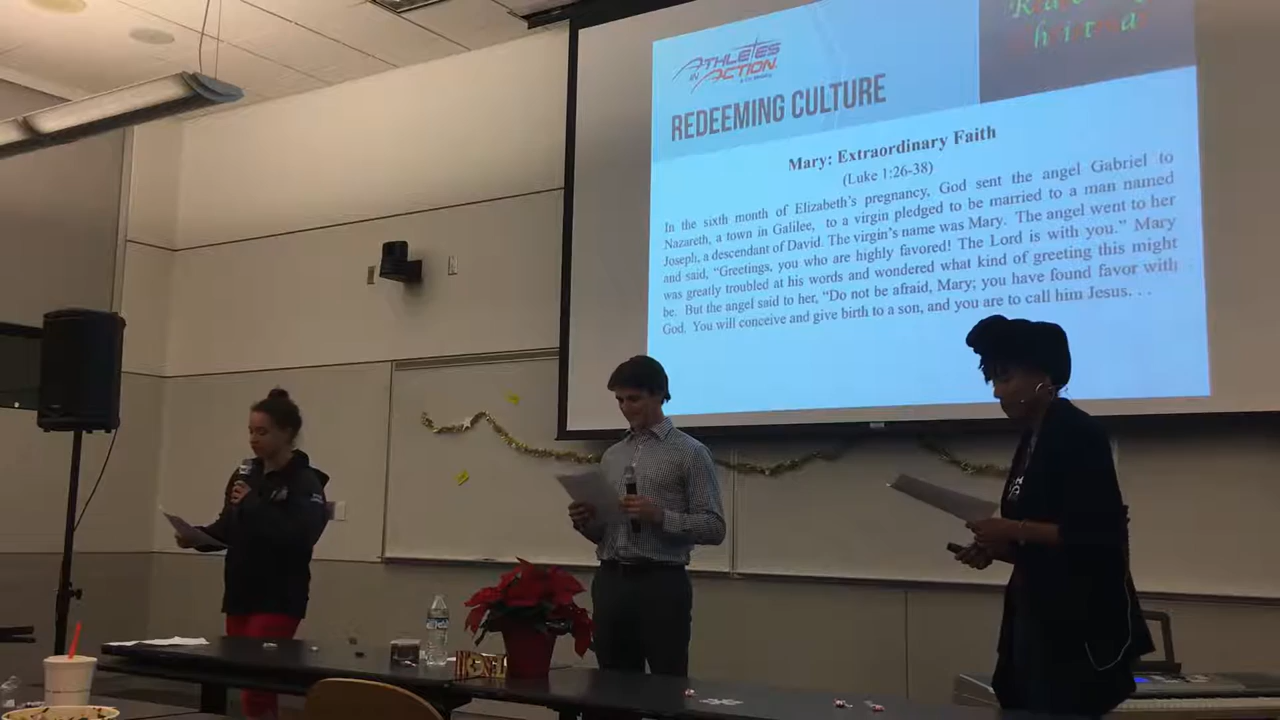 ATHLETES
IN ACTION
REDEEMING CULTURE
Mary: Extraordinary Faith
(Luke 1:26-38)
In the sixth month of Elizabeth's pregnancy, God sent the angel Gabriel to
Nazareth, a town in Galilee, to a virgin pledged to be married to a man named
Joseph, a descendant of David. The virgin's name was Mary. The angel went to her
and said, "Greetings, you who are highly favored! The Lord is with you." Mary
was greatly troubled at his words and wondered what kind of greeting this might
be. But the angel said to her, "Do not be afraid, Mary; you have found favor with
God. You will conceive and give birth to a son, and you are to call him Jesus. . .